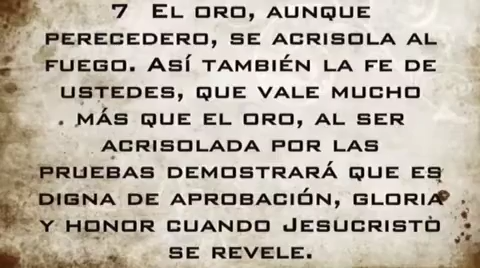 7 El oro, aunque
perecedero, se acrisola al
fuego. Así también la fe de
ustedes, que vale mucho
más que el oro, al ser
acrisolada por las
pruebas demostrará que es
digna de aprobación, gloria
y honor cuando Jesucristo
se revele.